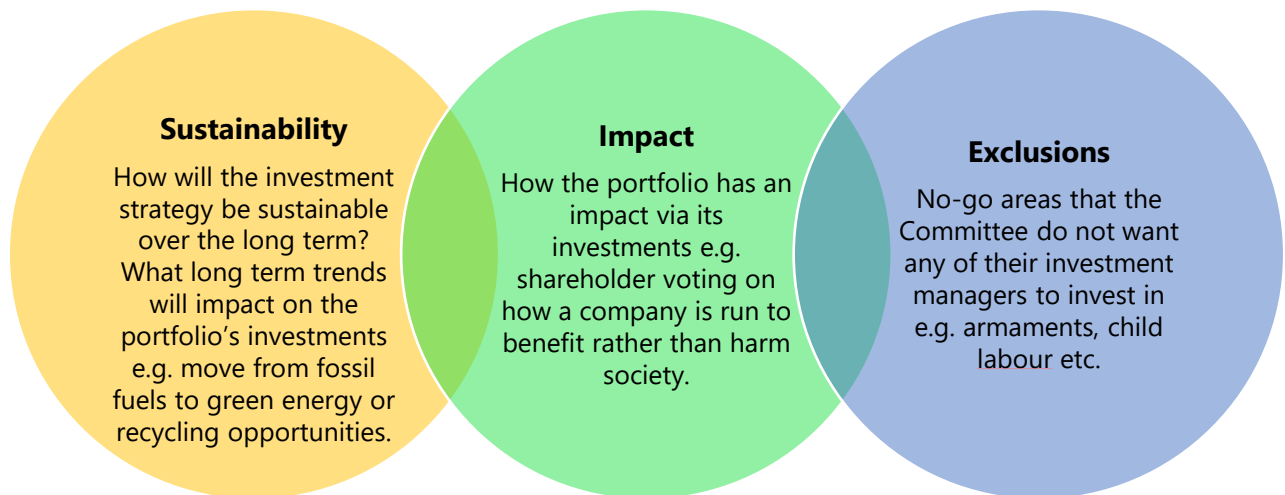 Sustainability
How will the investment
strategy be sustainable
over the long term?
What long term trends
will impact on the
portfolio’s investments
e.g. move from fossil
fuels to green energy or
recycling opportunities.
Impact
How the portfolio has an
impact via its
investments e.g.
shareholder voting on
how a company is run to
benefit rather than harm
society.
Exclusions
No-go areas that the
Committee do not want
any of their investment
managers to invest in
e.g. armaments, child
labour etc.